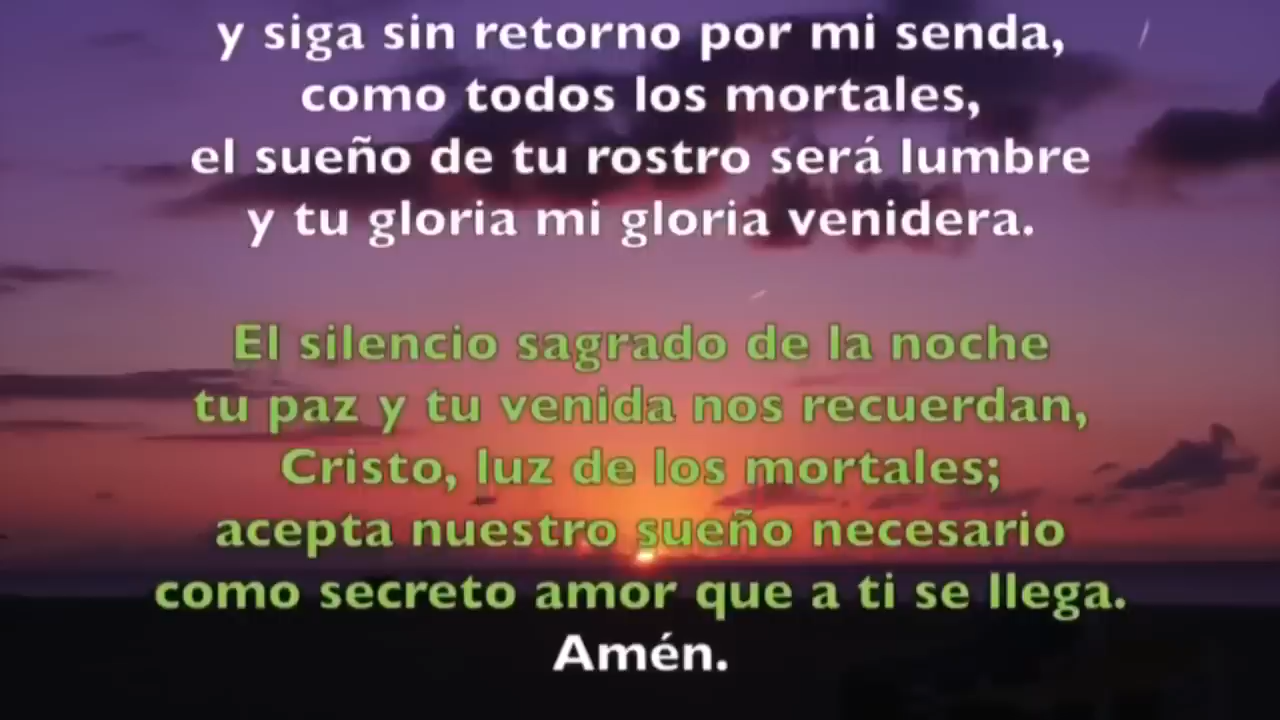 y siga sin retorno por mi senda,
como todos los mortales,
el sueño de tu rostro será lumbre
y tu gloria mi gloria venidera.
El silencio sagrado de la noche
tu paz y tu venida nos recuerdan,
Cristo, luz de los mortales;
acepta nuestro sueño necesario
como secreto amor que a ti se llega.
Amén.